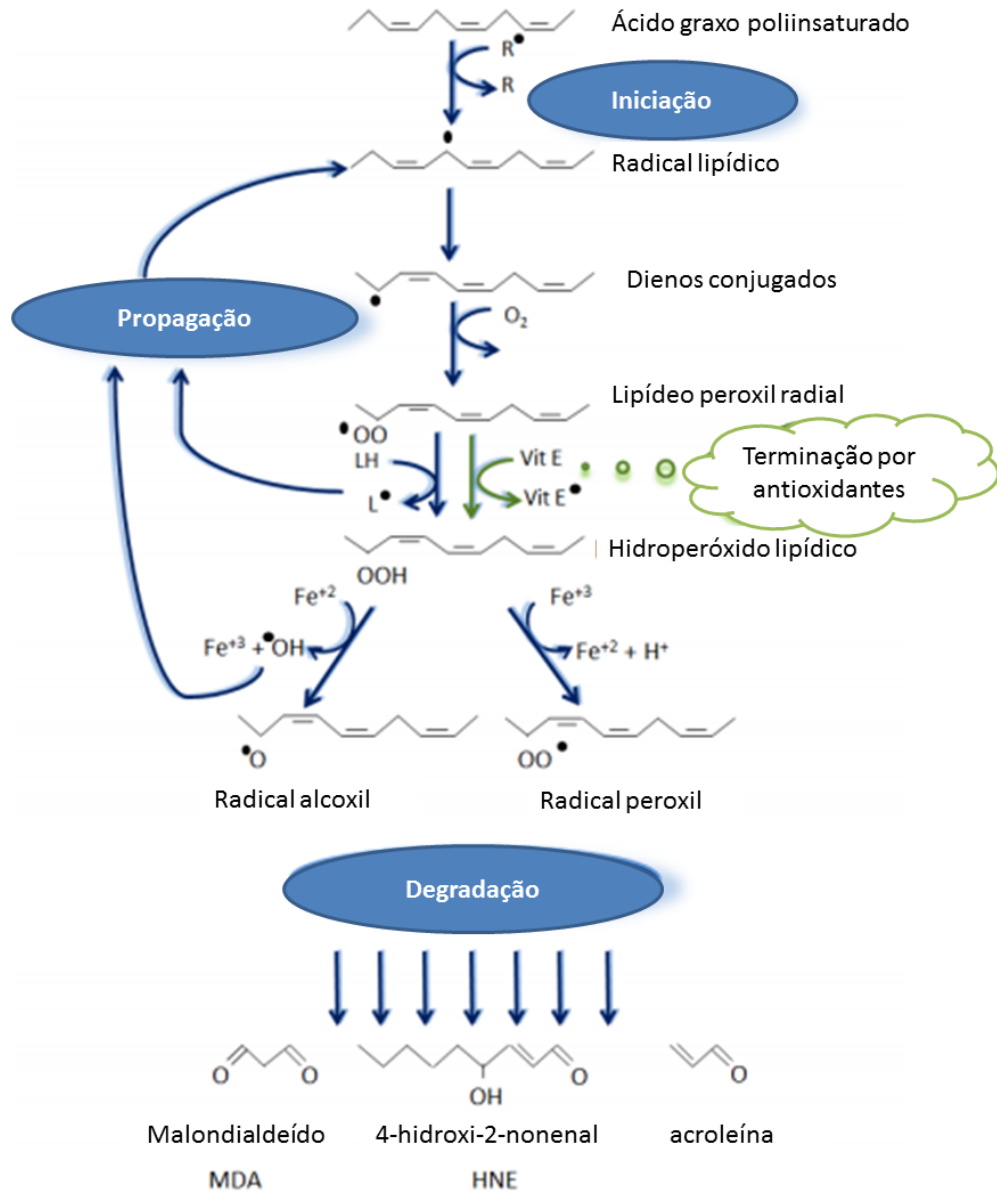 Ácido graxo poliinsaturado
R•
R
Iniciação
Radical lipídico
Dienos conjugados
Propagação
O₂
Lipídeo peroxil radial
•OO
LH
Vit E
Terminação por
antioxidantes
L•
Vit E•
Hidroperóxido lipídico
OOH
Fe⁺²
Fe⁺³
Fe⁺³ + •OH
Fe⁺² + H⁺
•O
OO •
Radical alcoxil
Radical peroxil
Degradação
O
O
OH
O
O
Malondialdeído
4-hidroxi-2-nonenal
acroleína
MDA
HNE